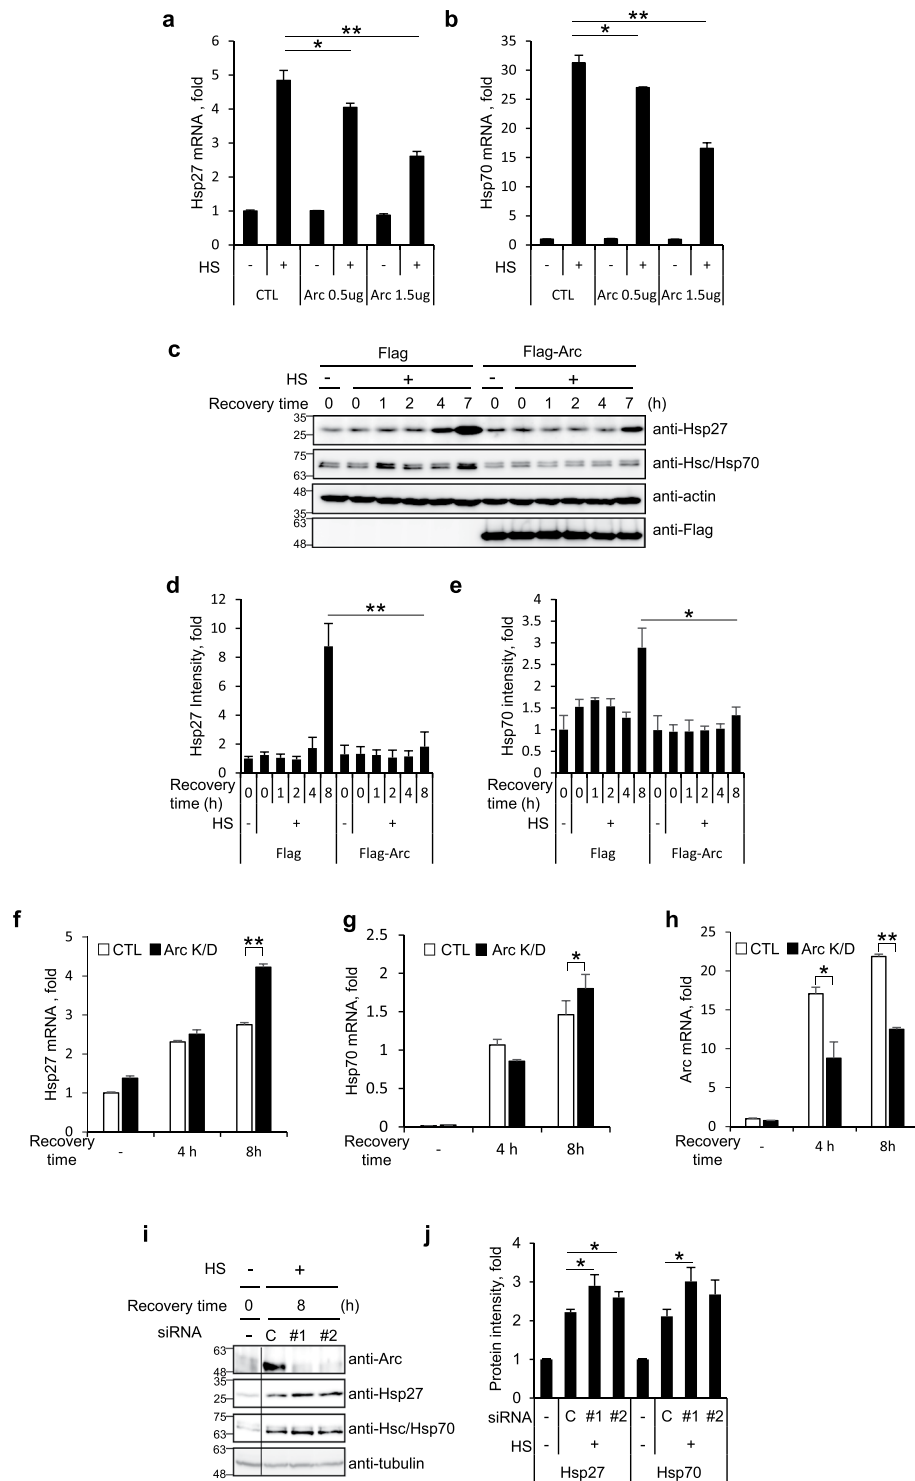 a
**
*
6
5
4
3
2
1
0
Hsp27 mRNA , fold
HS - + - + - +
CTL Arc 0.5ug Arc 1.5ug
b
**
*
35
30
25
20
15
10
5
0
Hsp70 mRNA, fold
- + - + - +
CTL Arc 0.5ug Arc 1.5ug
c
Flag Flag-Arc
HS - + - +
Recovery time 0 0 1 2 4 7 0 0 1 2 4 7 (h)
35
25
anti-Hsp27
75
63
anti-Hsc/Hsp70
48
35
anti-actin
63
48
anti-Flag
d
12
10
8
6
4
2
0
**
Hsp27 Intensity, fold
Recovery time (h) 0 0 1 2 4 8 0 0 1 2 4 8
HS - + - +
Flag Flag-Arc
e
4
3.5
3
2.5
2
1.5
1
0.5
0
*
Hsp70 intensity, fold
Recovery time (h) 0 0 1 2 4 8 0 0 1 2 4 8
HS - + - +
Flag Flag-Arc
f
CTL Arc K/D
**
5
4
3
2
1
0
Hsp27 mRNA , fold
Recovery time - 4 h 8h
g
CTL Arc K/D
*
2.5
2
1.5
1
0.5
0
Hsp70 mRNA, fold
Recovery time - 4 h 8h
h
CTL Arc K/D
*
**
25
20
15
10
5
0
Arc mRNA, fold
Recovery time - 4 h 8h
i
HS - +
Recovery time 0 8 (h)
siRNA - C #1 #2
63
48
anti-Arc
35
25
anti-Hsp27
75
63
anti-Hsc/Hsp70
63
48
anti-tubulin
j
4
3
2
1
0
*
*
*
Protein intensity, fold
siRNA - C #1 #2 - C #1 #2
HS - + - +
Hsp27 Hsp70